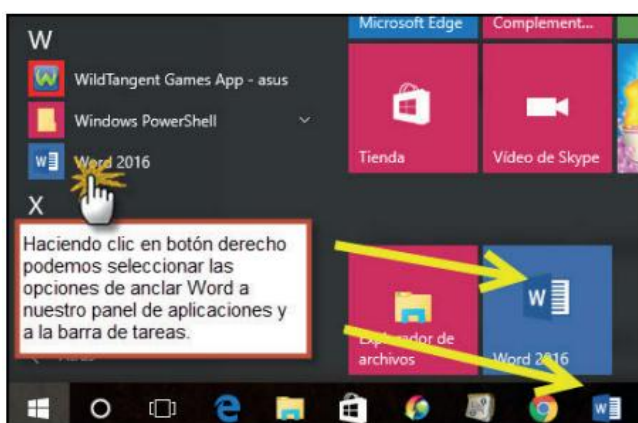 W
WildTangent Games App - asus
Windows PowerShell
Word 2016
X
Haciendo clic en botón derecho
podemos seleccionar las
opciones de anclar Word a
nuestro panel de aplicaciones y
a la barra de tareas.
Microsoft Edge
Complement...
Tienda
Vídeo de Skype
Explorador de
archivos
Word 2016